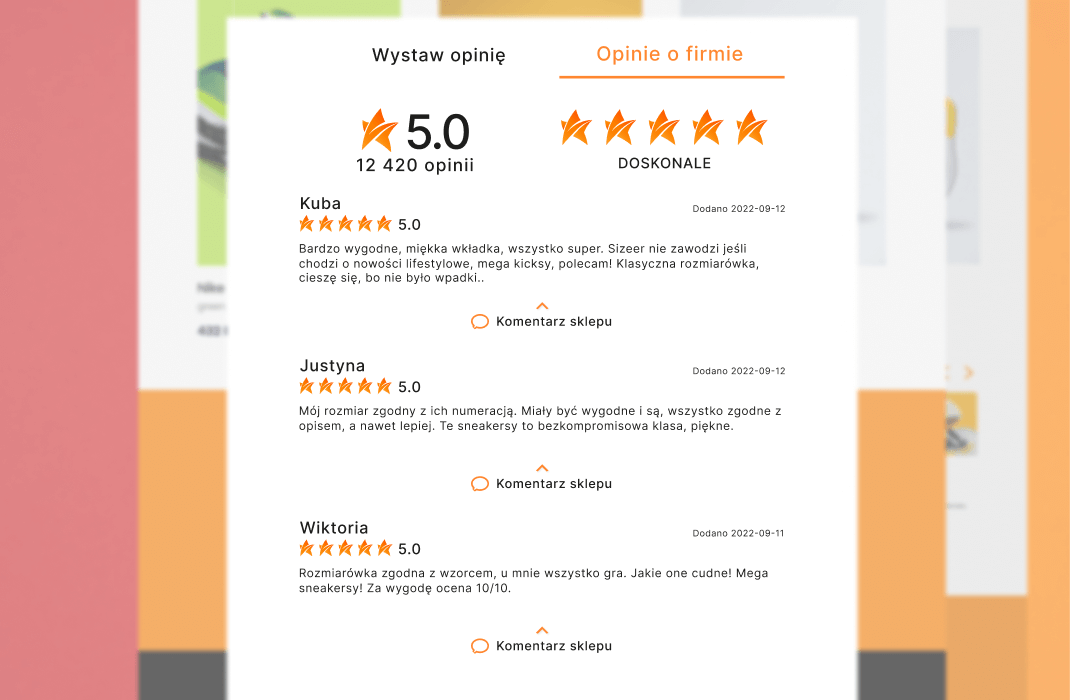 Wystaw opinię
Opinie o firmie
5.0
12 420 opinii
DOSKONALE
Kuba
5.0
Dodano 2022-09-12
Bardzo wygodne, miękka wkładka, wszystko super. Sizeer nie zawodzi jeśli
chodzi o nowości lifestylowe, mega kicksy, polecam! Klasyczna rozmiarówka,
cieszę się, bo nie było wpadki..
Komentarz sklepu
Justyna
5.0
Dodano 2022-09-12
Mój rozmiar zgodny z ich numeracją. Miały być wygodne i są, wszystko zgodne z
opisem, a nawet lepiej. Te sneakersy to bezkompromisowa klasa, piękne.
Komentarz sklepu
Wiktoria
5.0
Dodano 2022-09-11
Rozmiarówka zgodna z wzorcem, u mnie wszystko gra. Jakie one cudne! Mega
sneakersy! Za wygodę ocena 10/10.
Komentarz sklepu